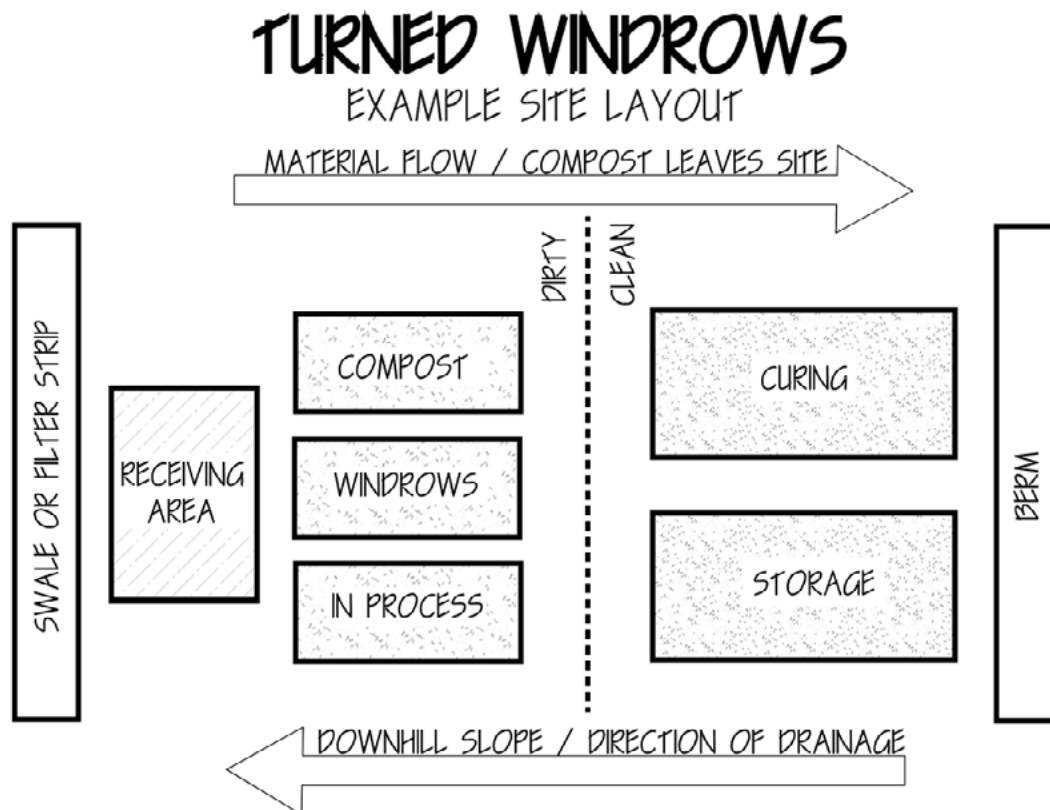 TURNED WINDROWS
EXAMPLE SITE LAYOUT
MATERIAL FLOW / COMPOST LEAVES SITE
SWALE OR FILTER STRIP
RECEIVING
AREA
COMPOST
WINDROWS
IN PROCESS
DIRTY
CLEAN
CURING
STORAGE
BERM
DOWNHILL SLOPE / DIRECTION OF DRAINAGE